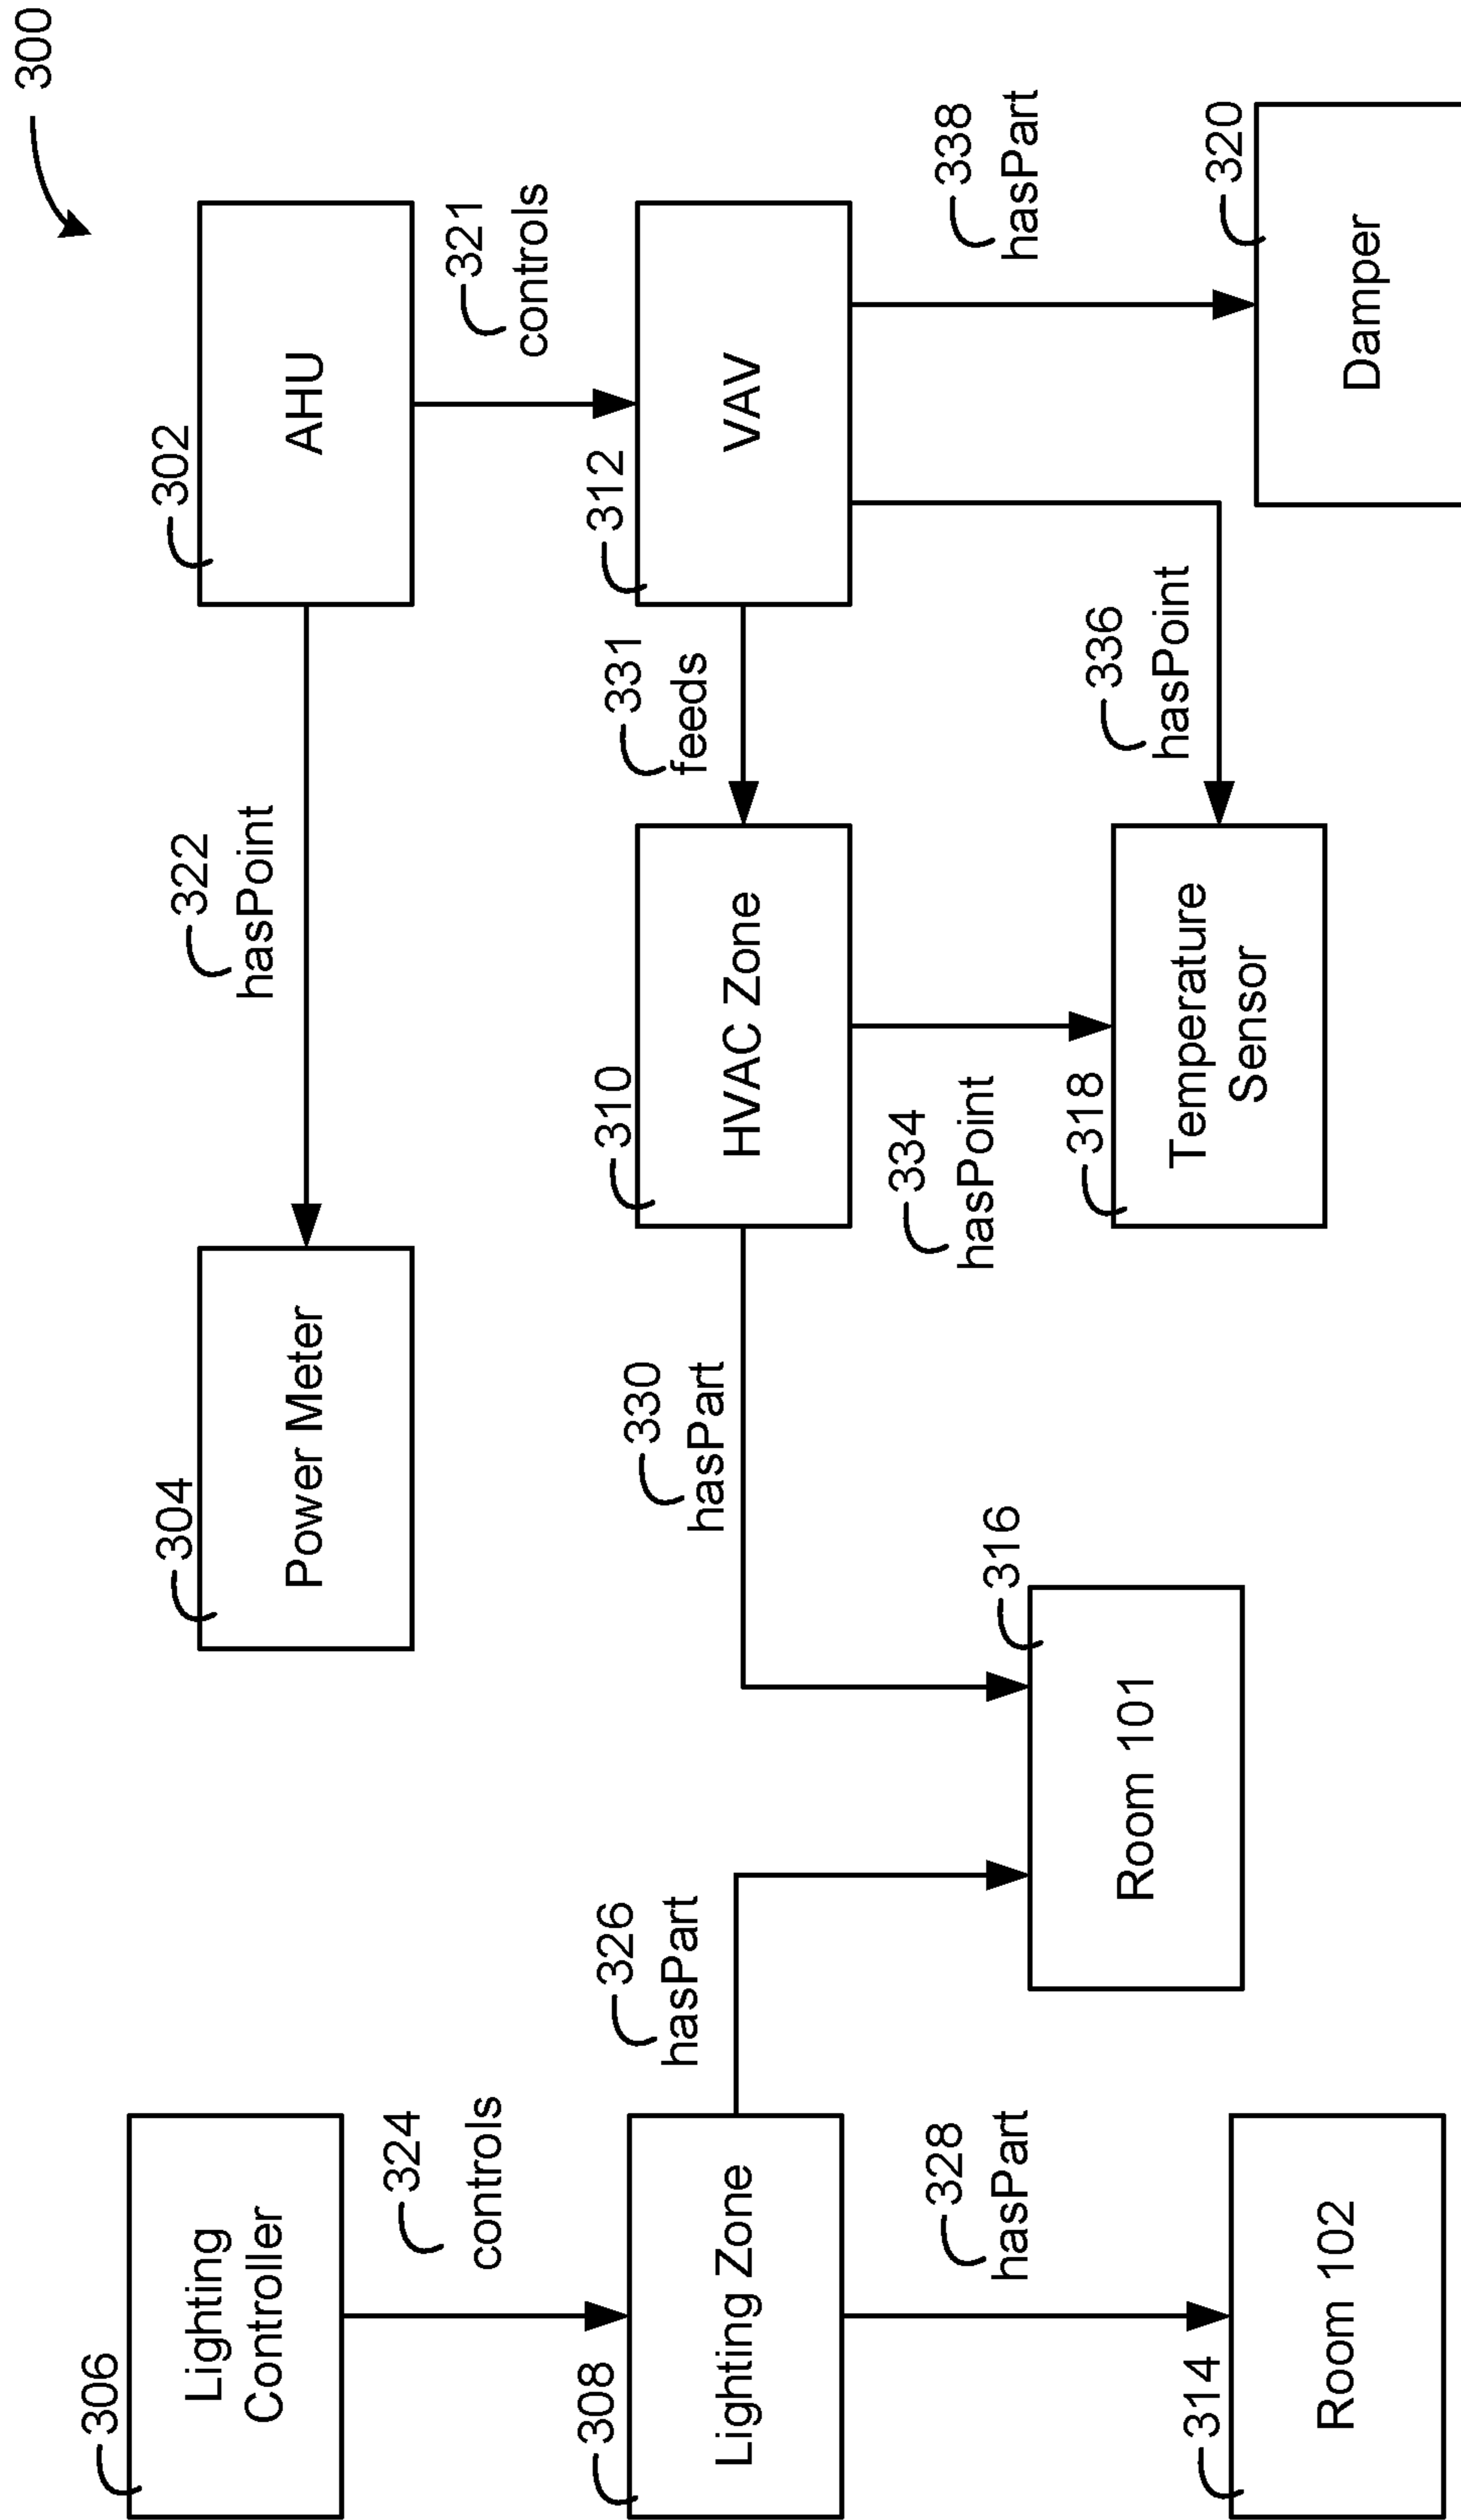 300
306
Lighting
Controller
304
Power Meter
322
hasPoint
302
AHU
324
controls
321
controls
308
Lighting Zone
326
hasPart
330
hasPart
310
HVAC Zone
331
feeds
312
VAV
328
hasPart
334
hasPoint
338
hasPart
314
Room 102
316
Room 101
318
Temperature
Sensor
336
hasPoint
320
Damper